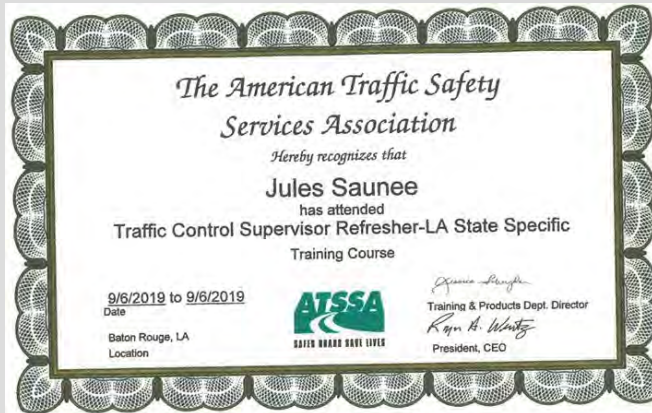 The American Traffic Safety
Services Association
Hereby recognizes that
Jules Saunee
has attended
Traffic Control Supervisor Refresher-LA State Specific
Training Course
9/6/2019 to 9/6/2019
Date
Baton Rouge, LA
Location
ATSSA
SAFER ROADS SAVE LIVES
Training & Products Dept. Director
President, CEO